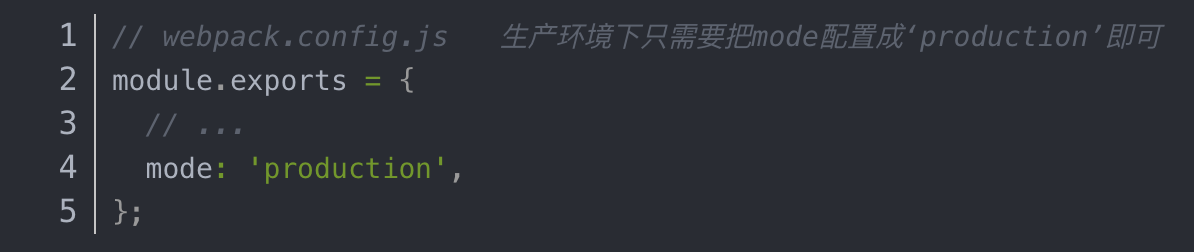 1 // webpack.config.js   生产环境下只需要把mode配置成‘production’即可
2 module.exports = {
3   // ...
4   mode: 'production',
5 };